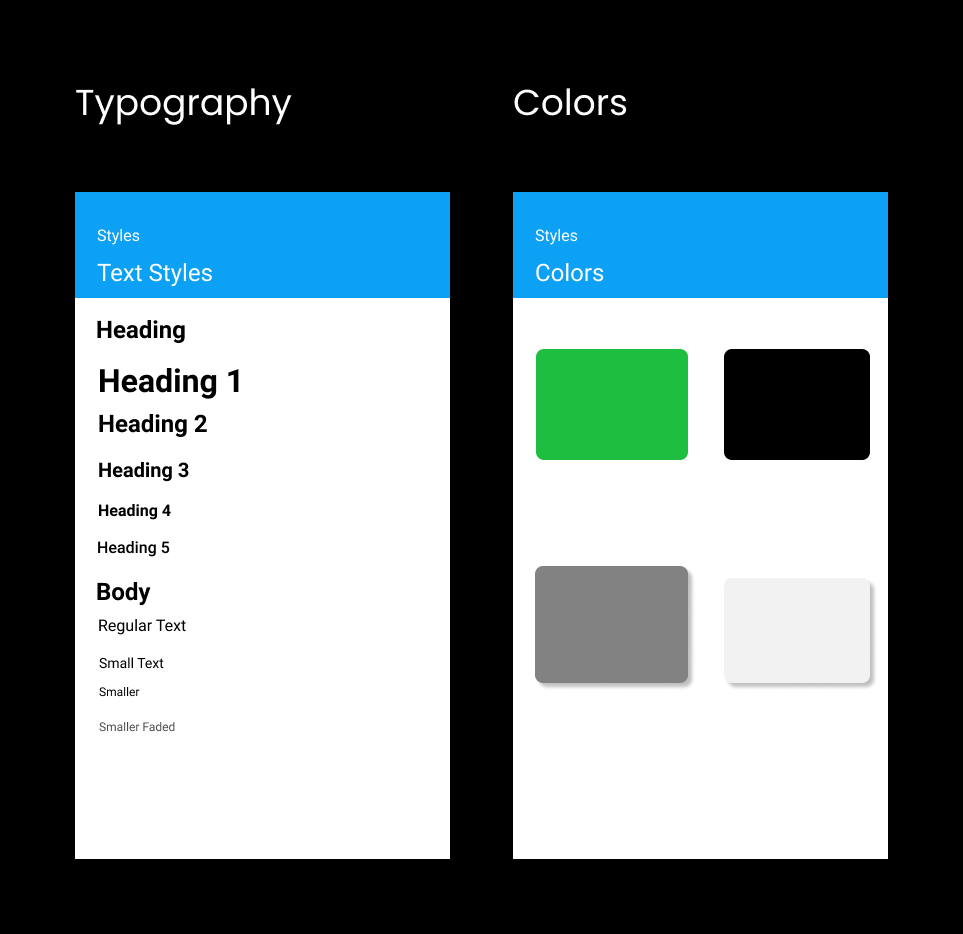 Typography
Styles
Text Styles
Heading
Heading 1
Heading 2
Heading 3
Heading 4
Heading 5
Body
Regular Text
Small Text
Smaller
Smaller Faded
Colors
Styles
Colors